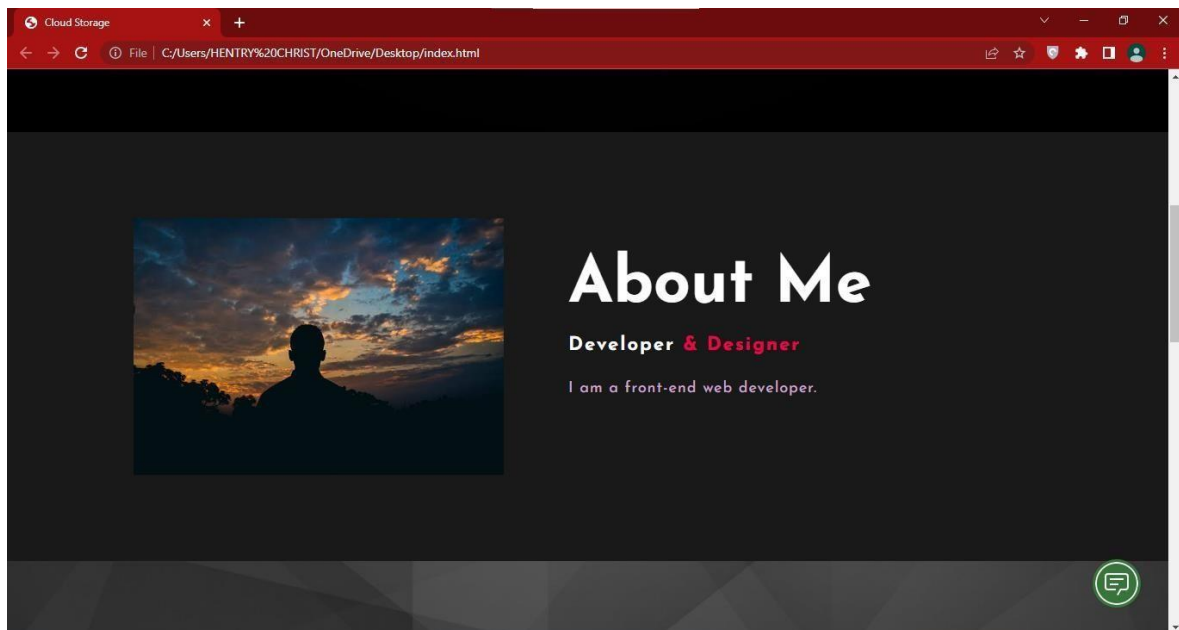 Cloud Storage
File | C:/Users/HENTRY%20CHRIST/OneDrive/Desktop/index.html
About Me
Developer & Designer
I am a front-end web developer.